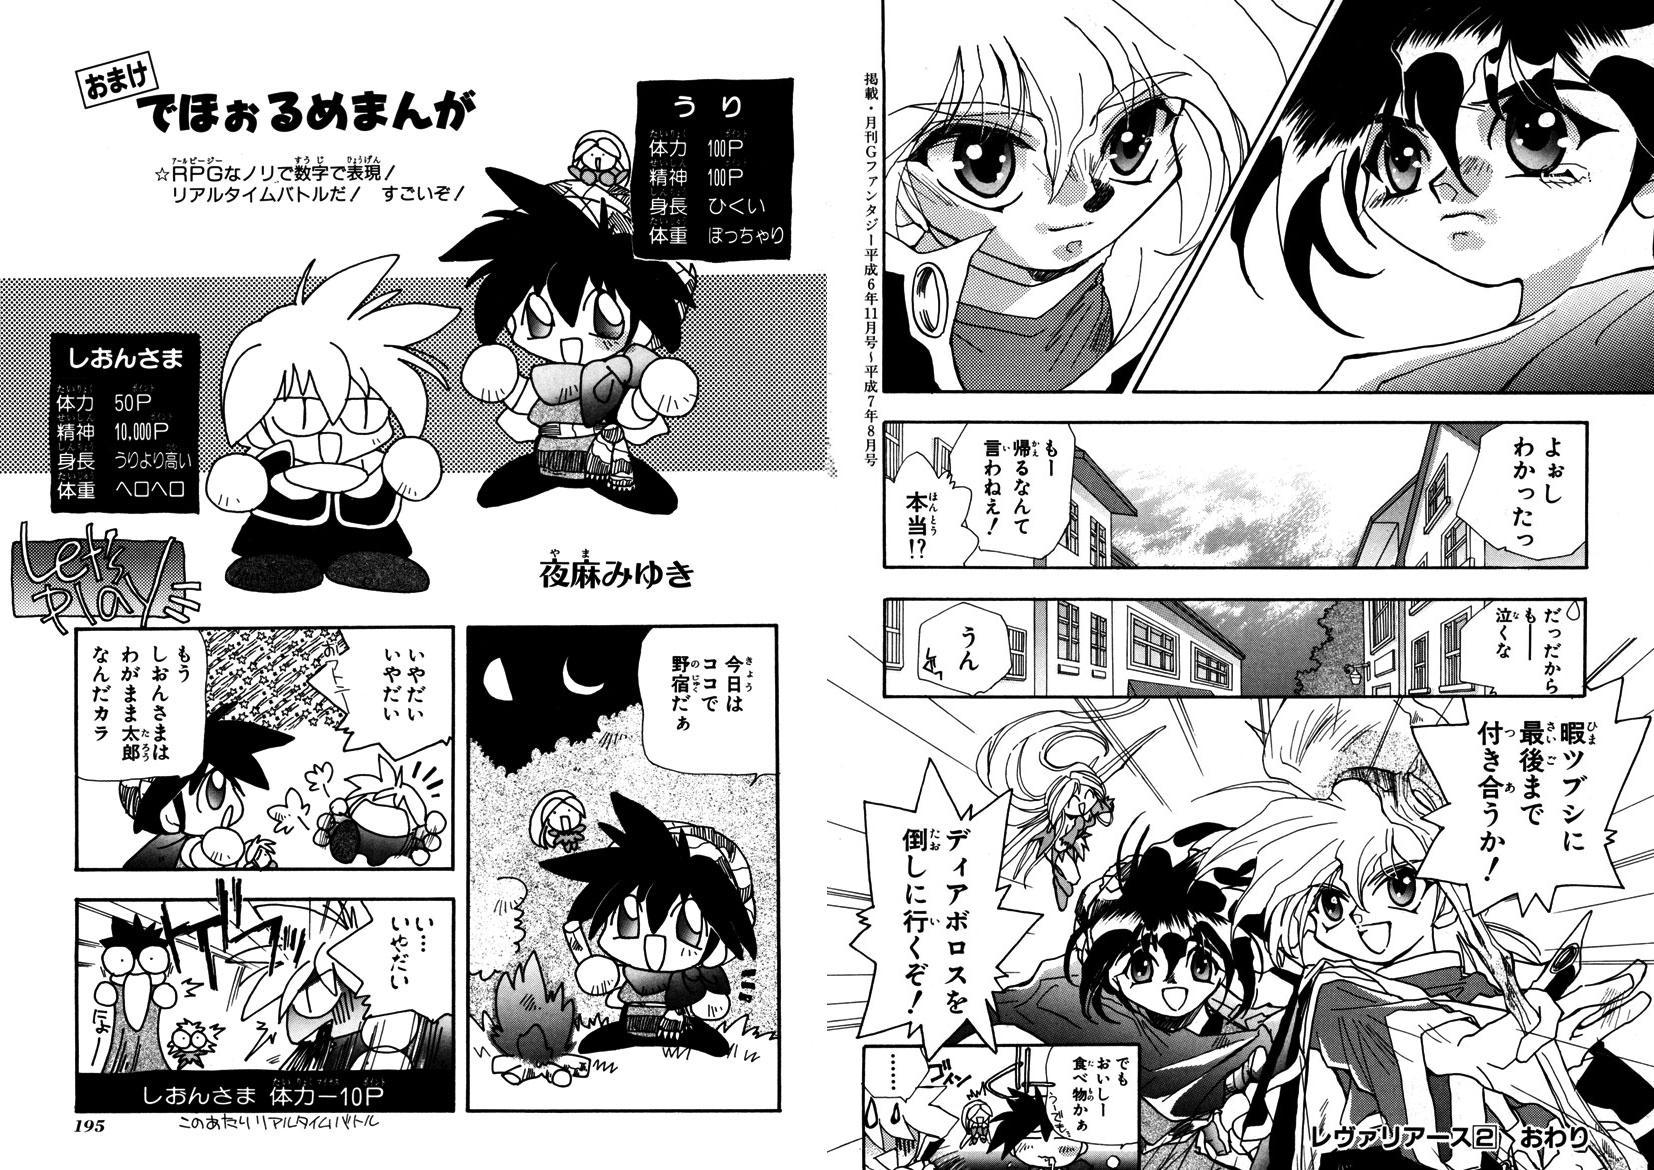 掲載・月刊Gファンタジー平成6年11月号〜平成7年8月号
よぉし
わかったっ
もー
帰るなんて
言わねえ！
本当!?
だっだから
もー
泣くな
うん
暇ツブシに
最後まで
付き合うか！
ディアボロスを
倒しに行くぞ！
でも
おいしー
食べ物かぁ
ゴイン
……
レヴァリアース2 おわり
おまけ
でほぉるめまんが
☆RPGなノリで数字で表現！
リアルタイムバトルだ！ すごいぞ！
うり
体力 100P
精神 100P
身長 ひくい
体重 ぽっちゃり
しおんさま
体力 50P
精神 10,000P
身長 うりより高い
体重 ヘロヘロ
Let's
Play
夜麻みゆき
今日は
ココで
野宿だぁ
いやだい
いやだい
もう
しおんさまは
わがまま太郎
なんだカラ
い…
いやだい
にょー
しおんさま 体力－10P
このあたりリアルタイムバトル
195